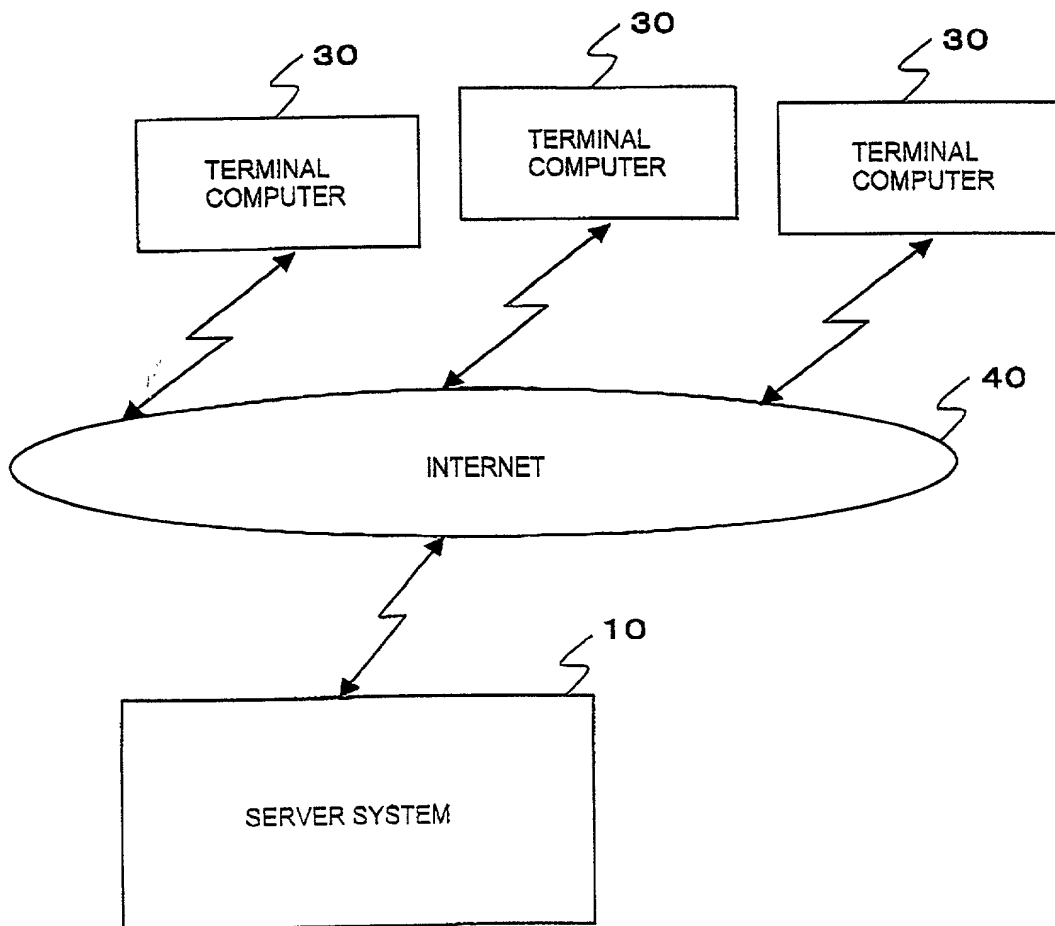 30
30
30
TERMINAL
COMPUTER
TERMINAL
COMPUTER
TERMINAL
COMPUTER
40
INTERNET
10
SERVER SYSTEM